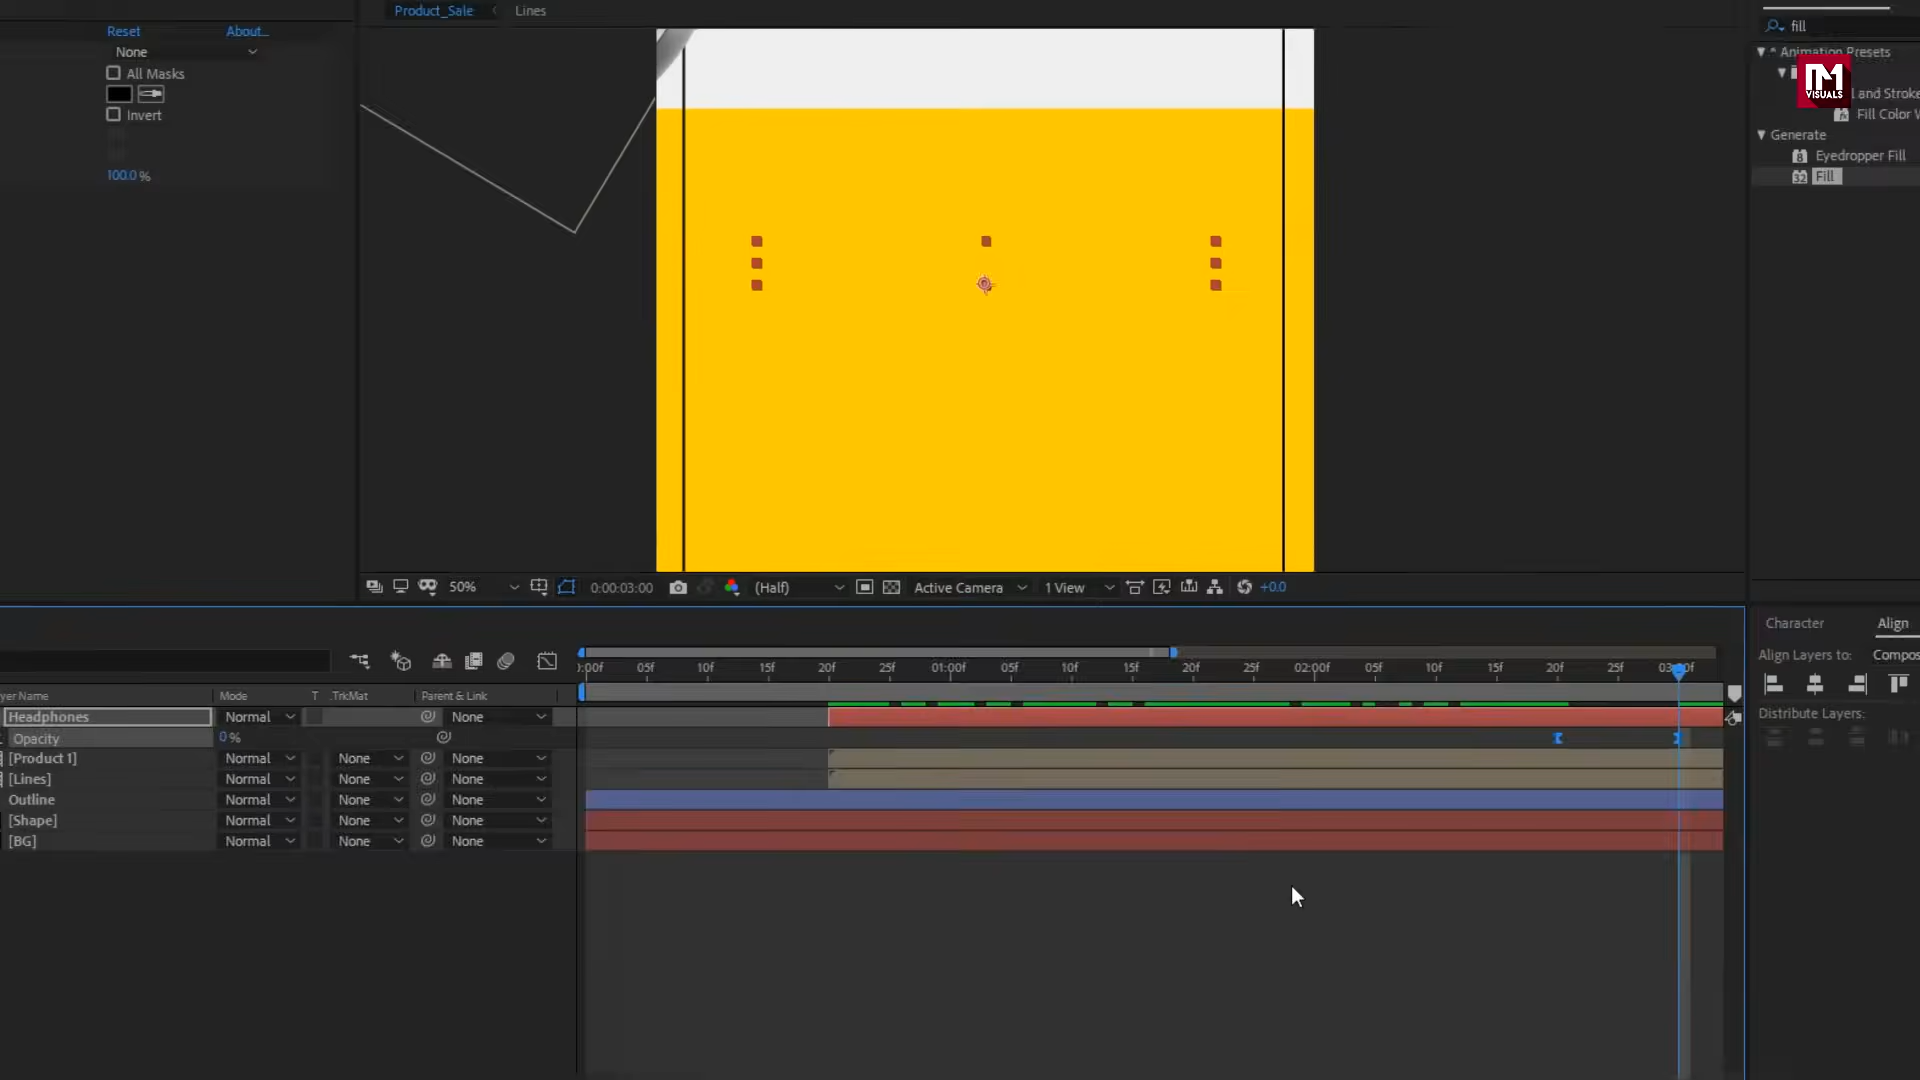 Product_Sale
Lines
Reset
About...
None
All Masks
Invert
100.0 %
fill
Animation Presets
l and Stroke
Fill Color
Generate
Eyedropper Fill
Fill
M
VISUALS
50%
0:00:03:00
(Half)
Active Camera
1 View
+0.0
Character
Align
Align Layers to:
Compos
Distribute Layers:
):00f 05f 10f 15f 20f 25f 01:00f 05f 10f 15f 20f 25f 02:00f 05f 10f 15f 20f 25f
yer Name Mode T .TrkMat Parent & Link
Headphones Normal None
Opacity 0 %
[Product 1] Normal None None
[Lines] Normal None None
Outline Normal None None
[Shape] Normal None None
[BG] Normal None None